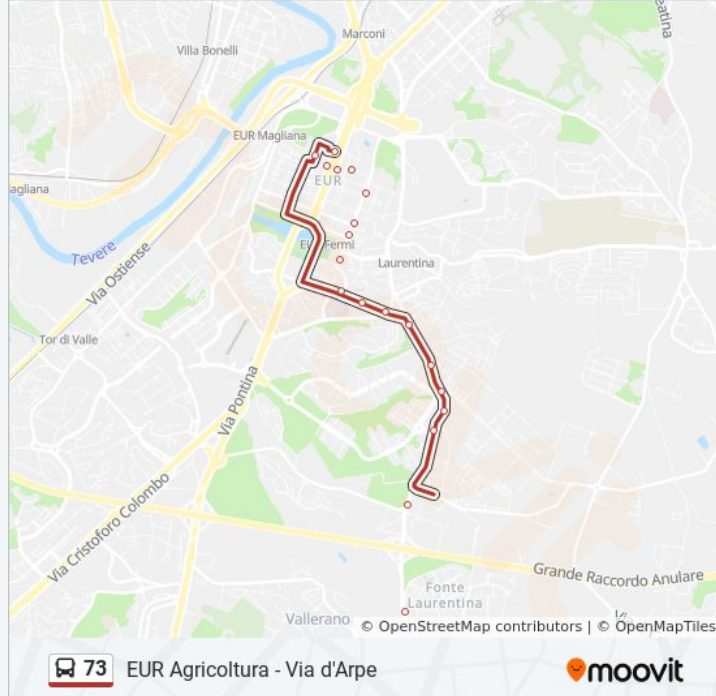 Marconi
Villa Bonelli
EUR Magliana
agliana
EUR
Tevere
EU
Fermi
Laurentina
Via Ostiense
Tor di Valle
Via Pontina
Via Cristoforo Colombo
Grande Raccordo Anulare
Fonte
Laurentina
Vallerano
© OpenStreetMap contributors | © OpenMapTiles
73 EUR Agricoltura - Via d'Arpe
moovit